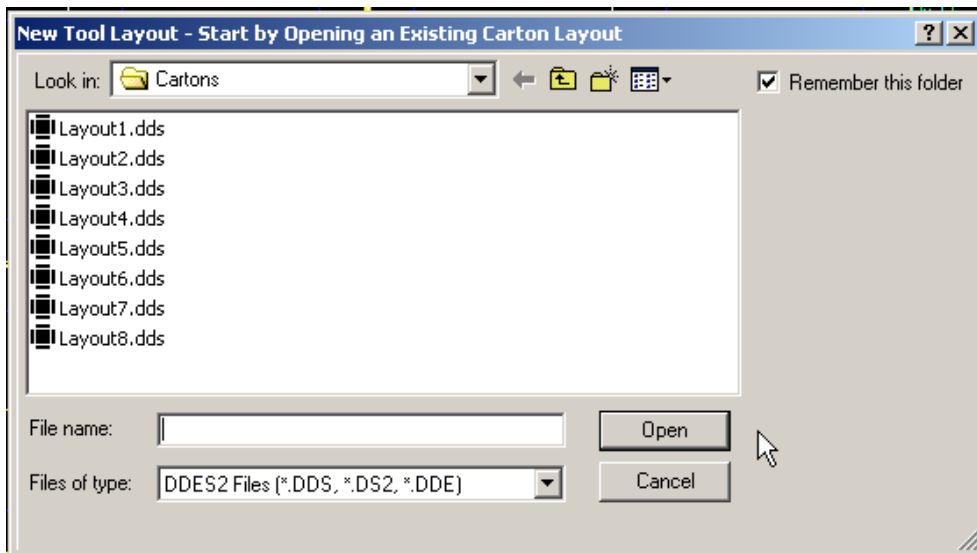 New Tool Layout - Start by Opening an Existing Carton Layout
Look in: Cartons Remember this folder
Layout1.dds
Layout2.dds
Layout3.dds
Layout4.dds
Layout5.dds
Layout6.dds
Layout7.dds
Layout8.dds
File name: Open
Files of type: DDES2 Files (*.DDS, *.DS2, *.DDE) Cancel